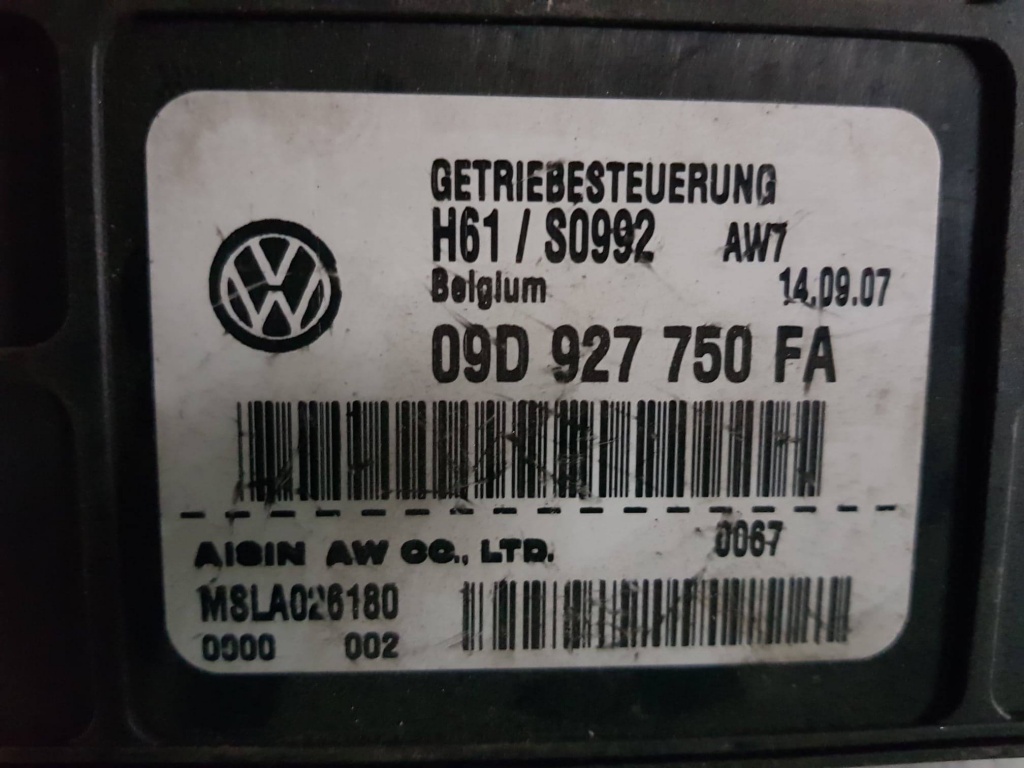 GETRIEBESTEUERUNG
H61 / S0992 AW7
Belgium 14.09.07
09D 927 750 FA
AISIN AW CO., LTD. 0067
M8LA026180
0000 002